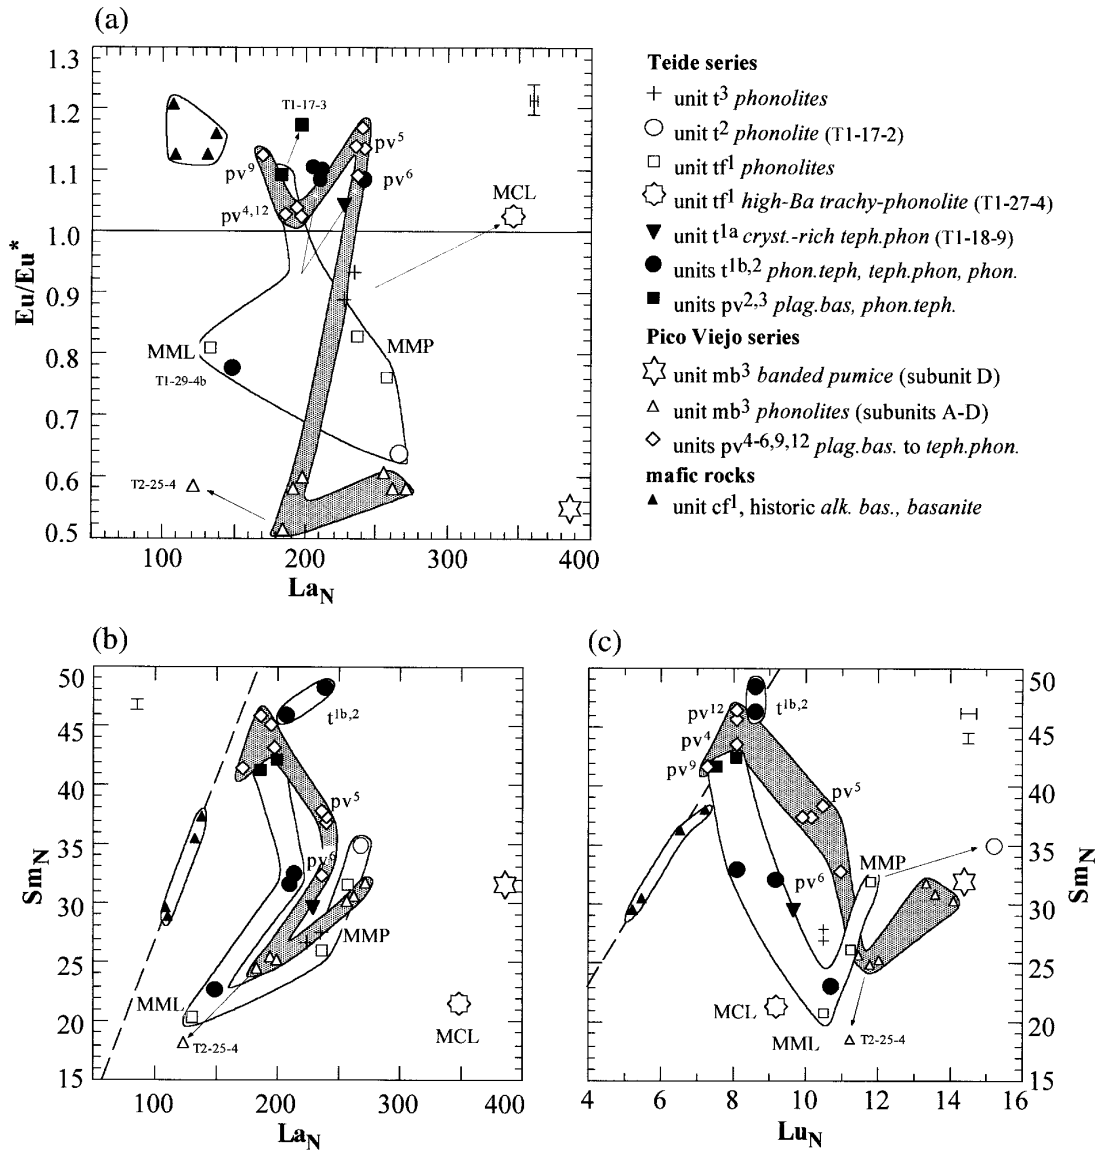 (a)
1.3
1.2
1.1
1.0
0.9
0.8
0.7
0.6
0.5
Eu/Eu*
100
200
300
400
La_N
T1-17-3
pv⁹
pv⁵
pv⁶
pv⁴,¹²
MCL
MML
MMP
T1-29-4b
T2-25-4
Teide series
unit t³ phonolites
unit t² phonolite (T1-17-2)
unit tf¹ phonolites
unit tf¹ high-Ba trachy-phonolite (T1-27-4)
unit t¹ᵃ cryst.-rich teph.phon (T1-18-9)
units t¹ᵇ,² phon.teph, teph.phon, phon.
units pv²,³ plag.bas, phon.teph.
Pico Viejo series
unit mb³ banded pumice (subunit D)
unit mb³ phonolites (subunits A-D)
units pv⁴⁻⁶,⁹,¹² plag.bas. to teph.phon.
mafic rocks
unit cf¹, historic alk. bas., basanite
(b)
50
45
40
35
30
25
20
15
Sm_N
100
200
300
400
La_N
t¹ᵇ,²
pv⁵
pv⁶
MMP
MML
MCL
T2-25-4
(c)
50
45
40
35
30
25
20
15
Sm_N
4
6
8
10
12
14
16
Lu_N
pv¹²
t¹ᵇ,²
pv⁴
pv⁹
pv⁵
MMP
pv⁶
MCL
MML
T2-25-4